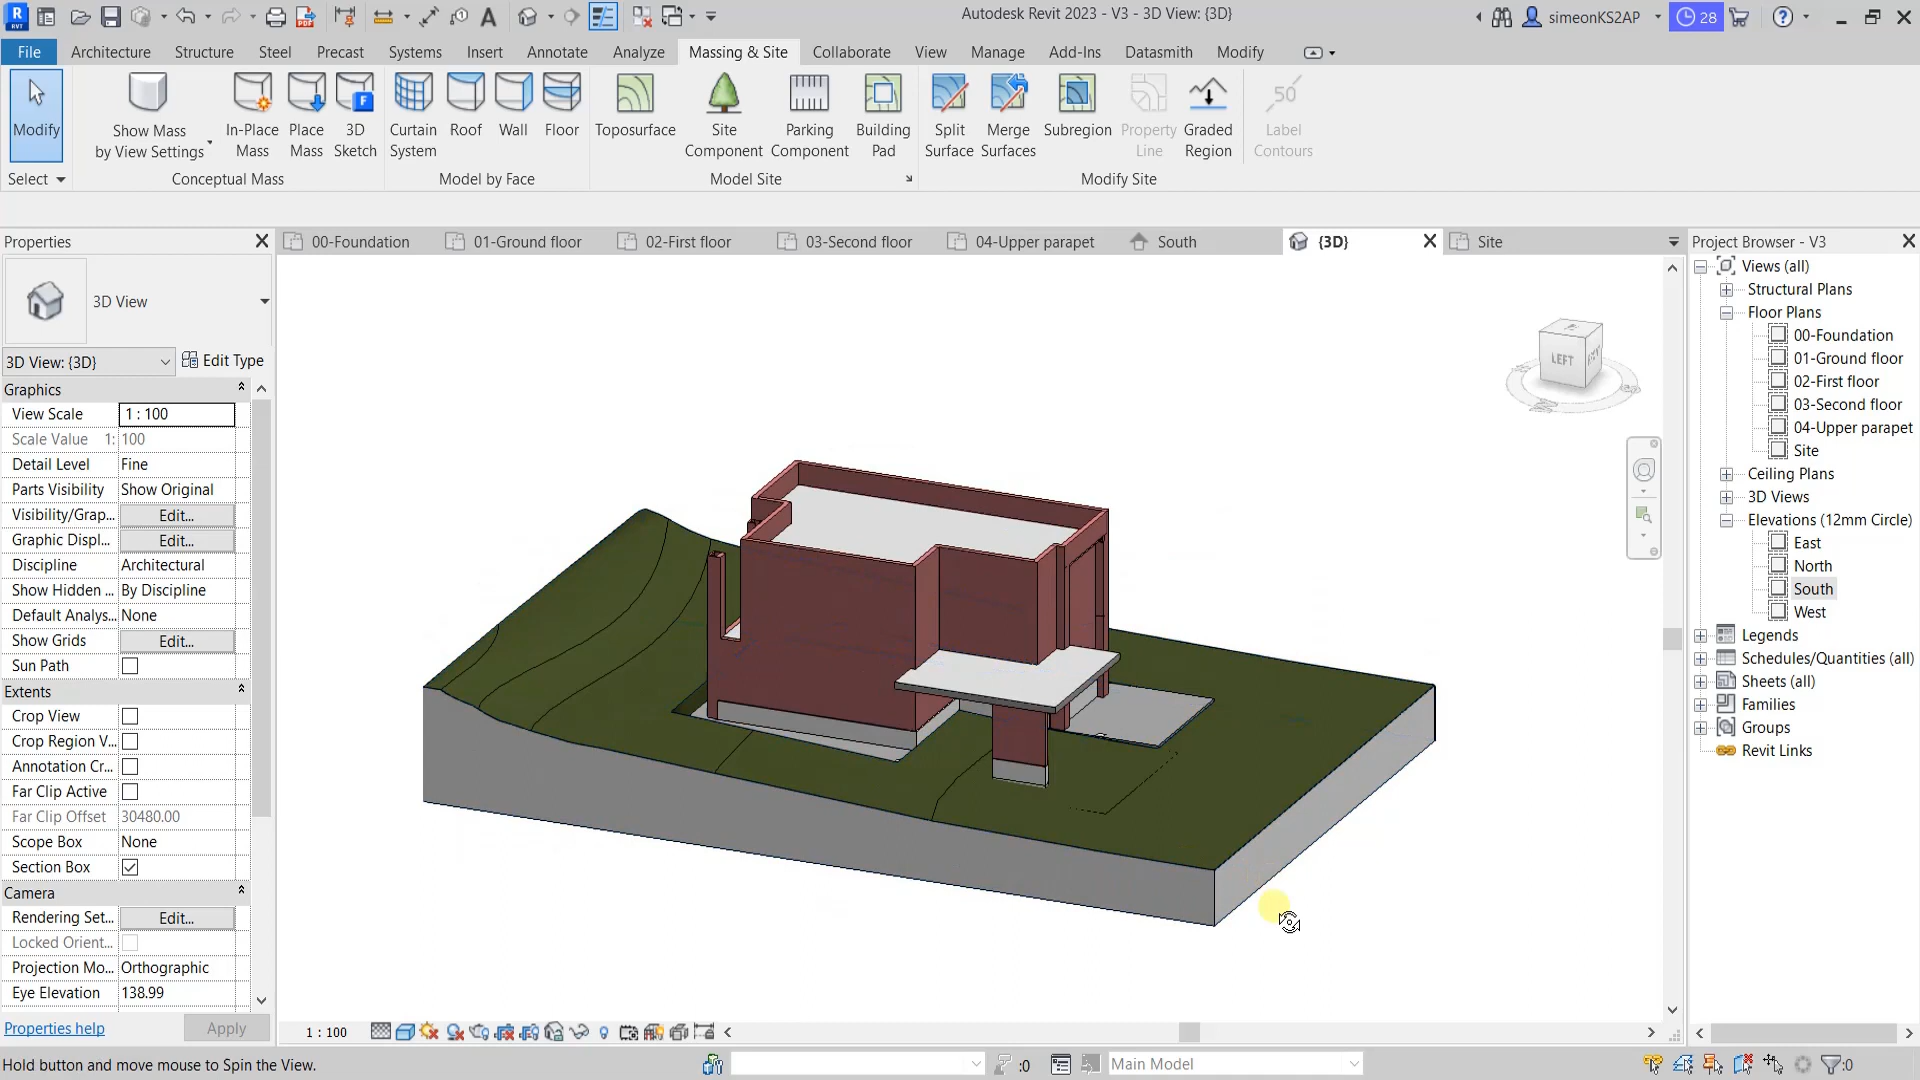 Autodesk Revit 2023 - V3 - 3D View: {3D}
simeonKS2AP
28
File Architecture Structure Steel Precast Systems Insert Annotate Analyze Massing & Site Collaborate View Manage Add-Ins Datasmith Modify
Modify
Show Mass
by View Settings
In-Place
Mass
Place
Mass
3D
Sketch
Curtain
System
Roof
Wall
Floor
Toposurface
Site
Component
Parking
Component
Building
Pad
Split
Surface
Merge
Surfaces
Subregion
Property
Line
Graded
Region
50
Label
Contours
Select
Conceptual Mass
Model by Face
Model Site
Modify Site
Properties
00-Foundation
01-Ground floor
02-First floor
03-Second floor
04-Upper parapet
South
{3D}
Site
Project Browser - V3
3D View
3D View: {3D}
Edit Type
Graphics
View Scale 1 : 100
Scale Value 1: 100
Detail Level Fine
Parts Visibility Show Original
Visibility/Grap... Edit...
Graphic Displ... Edit...
Discipline Architectural
Show Hidden ... By Discipline
Default Analys... None
Show Grids Edit...
Sun Path
Extents
Crop View
Crop Region V...
Annotation Cr...
Far Clip Active
Far Clip Offset 30480.00
Scope Box None
Section Box
Camera
Rendering Set... Edit...
Locked Orient...
Projection Mo... Orthographic
Eye Elevation 138.99
Properties help
Apply
LEFT
Views (all)
Structural Plans
Floor Plans
00-Foundation
01-Ground floor
02-First floor
03-Second floor
04-Upper parapet
Site
Ceiling Plans
3D Views
Elevations (12mm Circle)
East
North
South
West
Legends
Schedules/Quantities (all)
Sheets (all)
Families
Groups
Revit Links
1 : 100
Hold button and move mouse to Spin the View.
:0
Main Model
:0